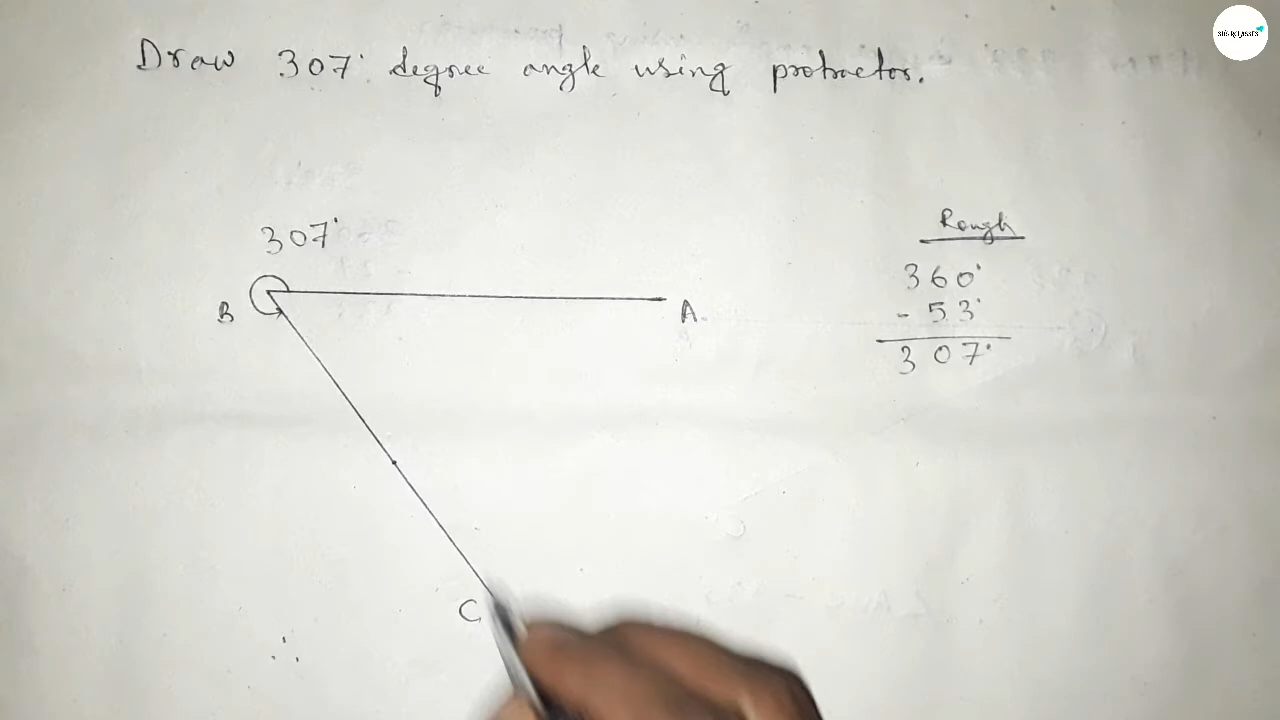 Draw 307° degree angle using protractor.
307°
B
A
C
Rough
360°
- 53°
307°
∴